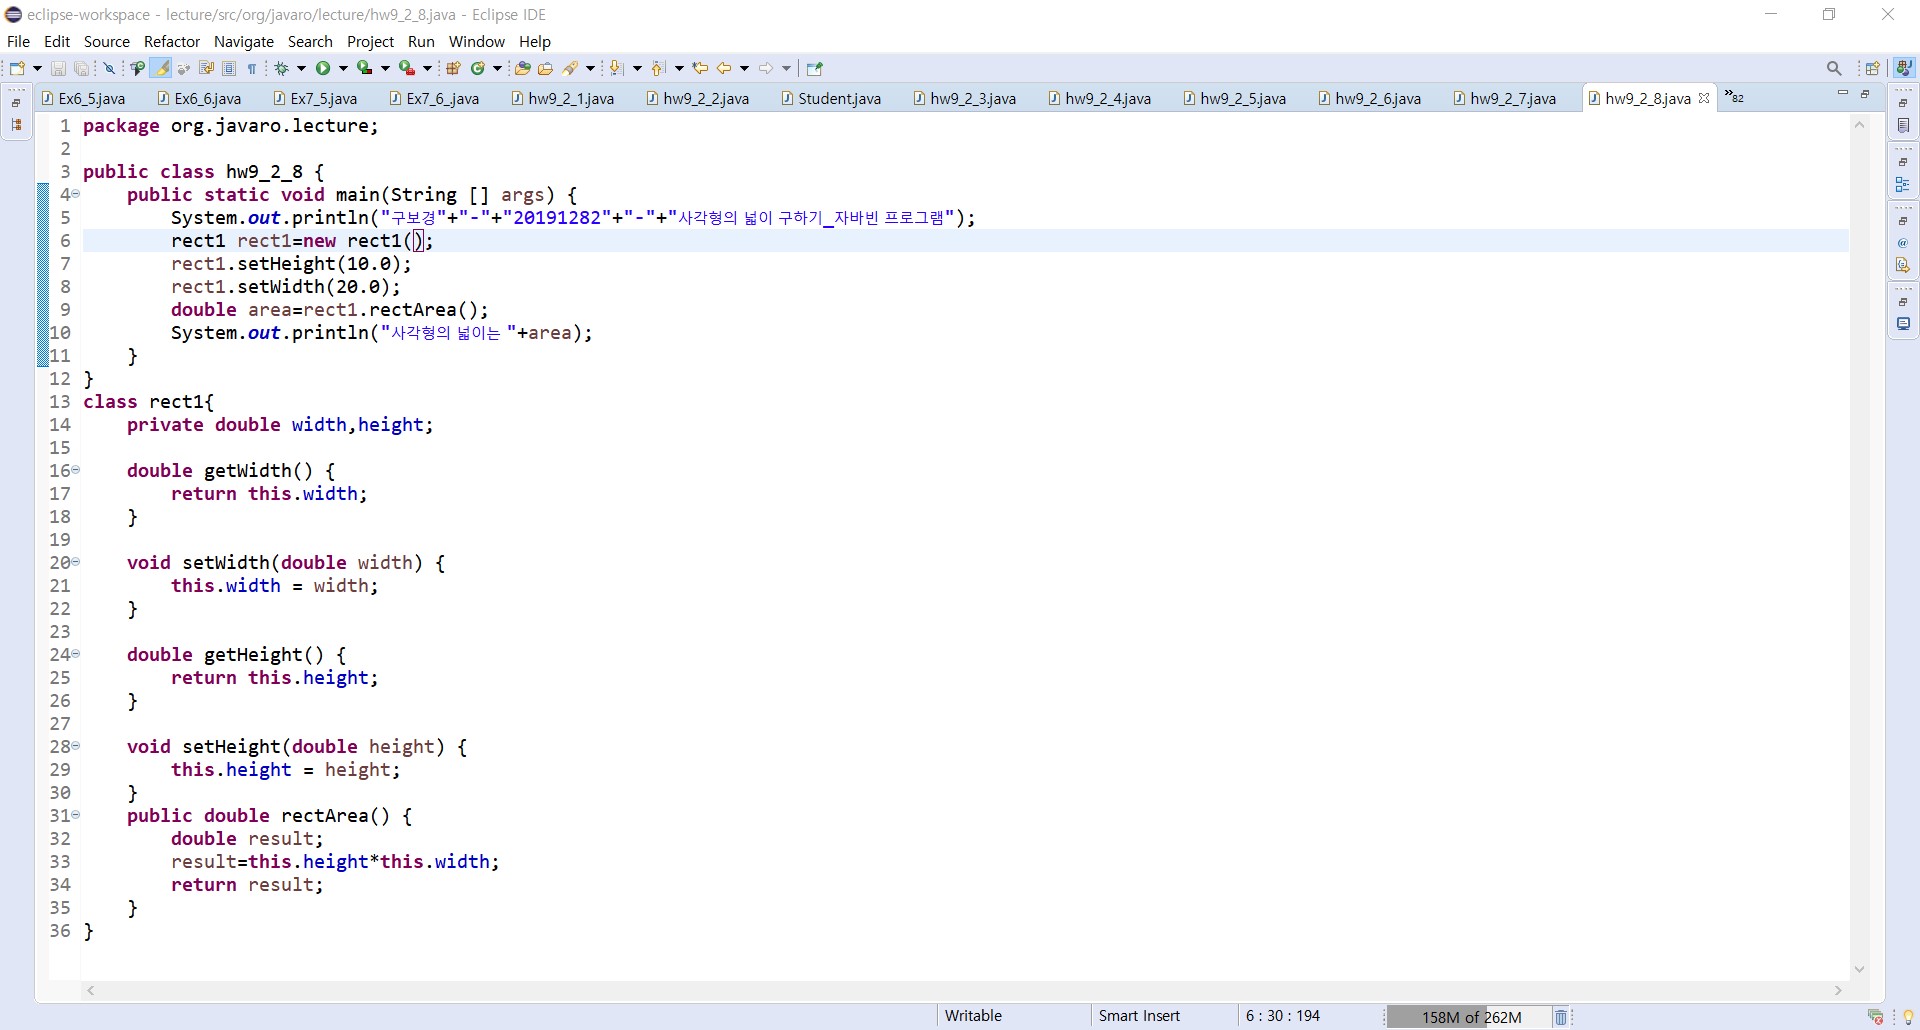 eclipse-workspace - lecture/src/org/javaro/lecture/hw9_2_8.java - Eclipse IDE
File Edit Source Refactor Navigate Search Project Run Window Help
Ex6_5.java Ex6_6.java Ex7_5.java Ex7_6_.java hw9_2_1.java hw9_2_2.java Student.java hw9_2_3.java hw9_2_4.java hw9_2_5.java hw9_2_6.java hw9_2_7.java hw9_2_8.java »82
1 package org.javaro.lecture;
2
3 public class hw9_2_8 {
4 public static void main(String [] args) {
5 System.out.println("구보경"+"-"+"20191282"+"-"+"사각형의 넓이 구하기_자바빈 프로그램");
6 rect1 rect1=new rect1();
7 rect1.setHeight(10.0);
8 rect1.setWidth(20.0);
9 double area=rect1.rectArea();
10 System.out.println("사각형의 넓이는 "+area);
11 }
12 }
13 class rect1{
14 private double width,height;
15
16 double getWidth() {
17 return this.width;
18 }
19
20 void setWidth(double width) {
21 this.width = width;
22 }
23
24 double getHeight() {
25 return this.height;
26 }
27
28 void setHeight(double height) {
29 this.height = height;
30 }
31 public double rectArea() {
32 double result;
33 result=this.height*this.width;
34 return result;
35 }
36 }
Writable Smart Insert 6 : 30 : 194 158M of 262M